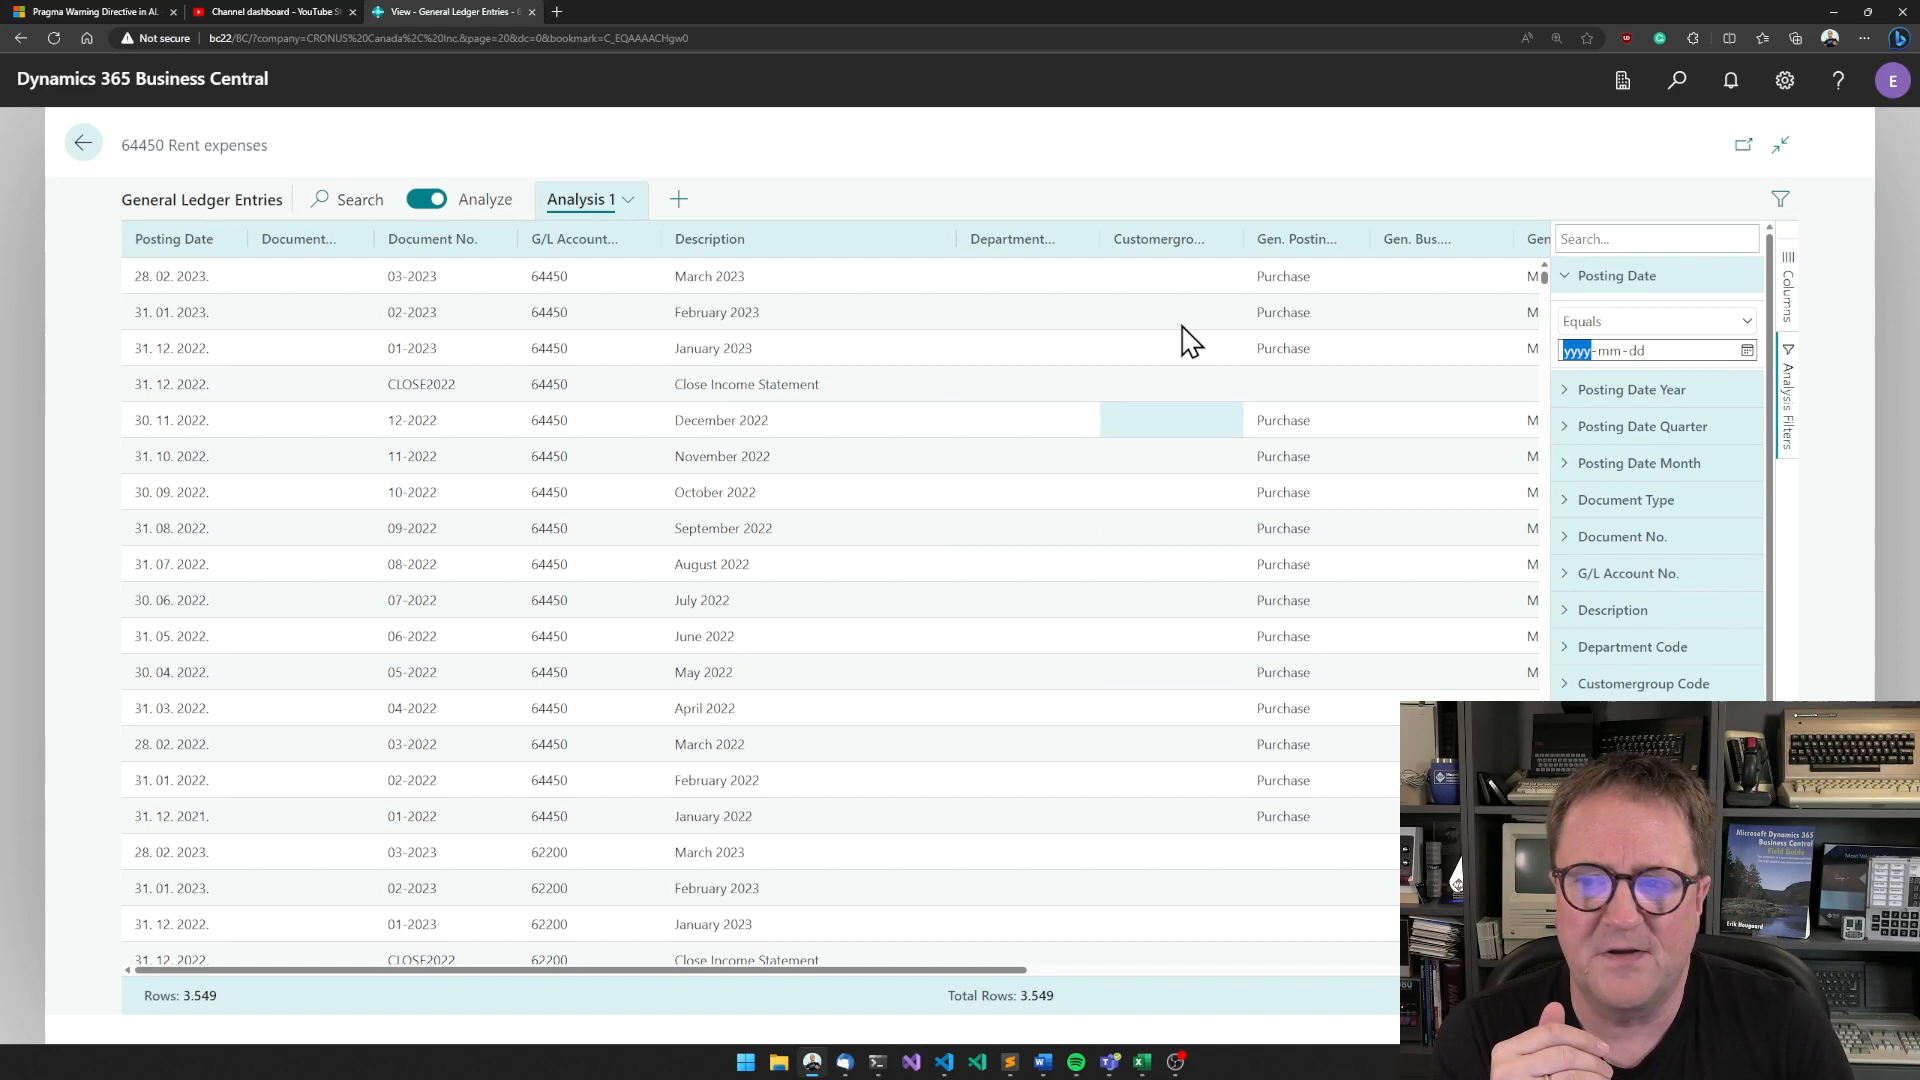 Pragma Warning Directive in AL
Channel dashboard - YouTube St
View - General Ledger Entries - 6
Not secure
bc22/BC/?company=CRONUS%20Canada%2C%20Inc.&page=20&dc=0&bookmark=C_EQAAAACHgw0
Dynamics 365 Business Central
E
64450 Rent expenses
General Ledger Entries
Search
Analyze
Analysis 1
Posting Date Document... Document No. G/L Account... Description Department... Customergro... Gen. Postin... Gen. Bus.... Gen
28. 02. 2023. 03-2023 64450 March 2023 Purchase M
31. 01. 2023. 02-2023 64450 February 2023 Purchase M
31. 12. 2022. 01-2023 64450 January 2023 Purchase M
31. 12. 2022. CLOSE2022 64450 Close Income Statement
30. 11. 2022. 12-2022 64450 December 2022 Purchase M
31. 10. 2022. 11-2022 64450 November 2022 Purchase M
30. 09. 2022. 10-2022 64450 October 2022 Purchase M
31. 08. 2022. 09-2022 64450 September 2022 Purchase M
31. 07. 2022. 08-2022 64450 August 2022 Purchase M
30. 06. 2022. 07-2022 64450 July 2022 Purchase M
31. 05. 2022. 06-2022 64450 June 2022 Purchase M
30. 04. 2022. 05-2022 64450 May 2022 Purchase M
31. 03. 2022. 04-2022 64450 April 2022 Purchase
28. 02. 2022. 03-2022 64450 March 2022 Purchase
31. 01. 2022. 02-2022 64450 February 2022 Purchase
31. 12. 2021. 01-2022 64450 January 2022 Purchase
28. 02. 2023. 03-2023 62200 March 2023
31. 01. 2023. 02-2023 62200 February 2023
31. 12. 2022. 01-2023 62200 January 2023
31. 12. 2022. CLOSE2022 62200 Close Income Statement
Rows: 3.549
Total Rows: 3.549
Search...
Posting Date
Equals
yyyy-mm-dd
Posting Date Year
Posting Date Quarter
Posting Date Month
Document Type
Document No.
G/L Account No.
Description
Department Code
Customergroup Code
Columns
Analysis Filters
Microsoft Dynamics 365
Business Central
Field Guide
Erik Hougaard